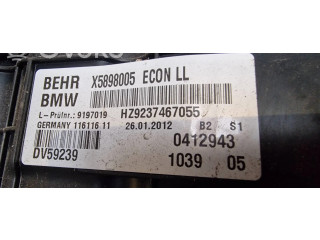 BEHR X5898005 ECON LL
BMW
L-Prüfnr.: 9197019 HZ9237467055
GERMANY 116116 11 26.01.2012 B2 S1
0412943
DV59239 1039 05